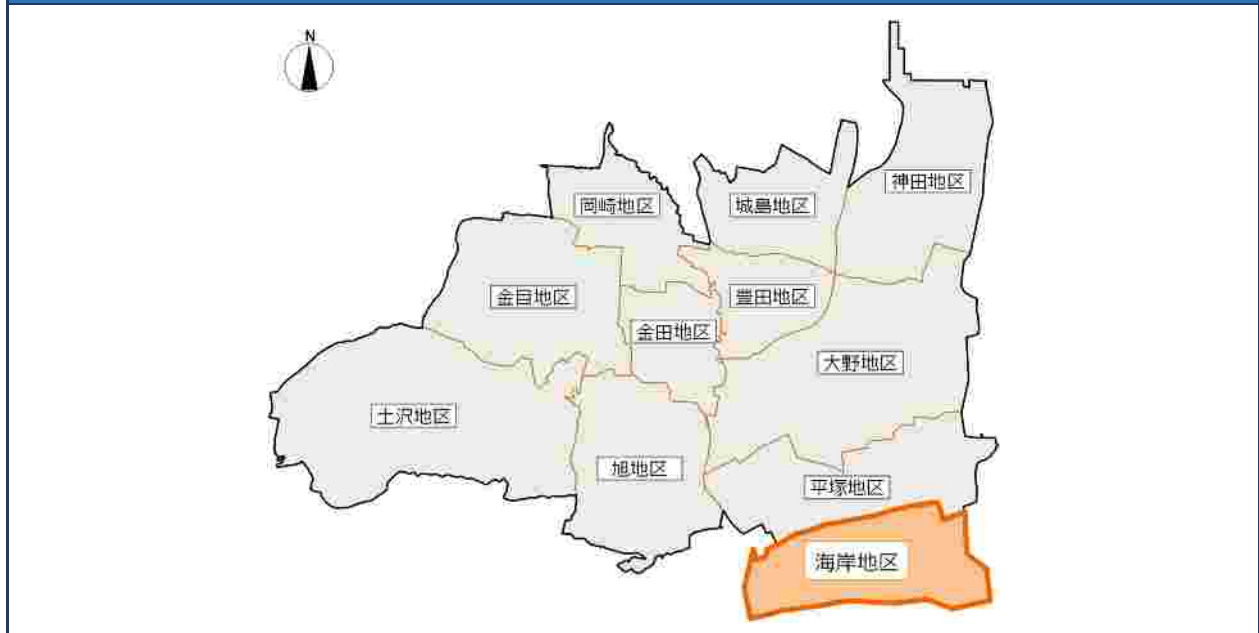 N
神田地区
岡崎地区
城島地区
金目地区
豊田地区
金田地区
大野地区
土沢地区
旭地区
平塚地区
海岸地区